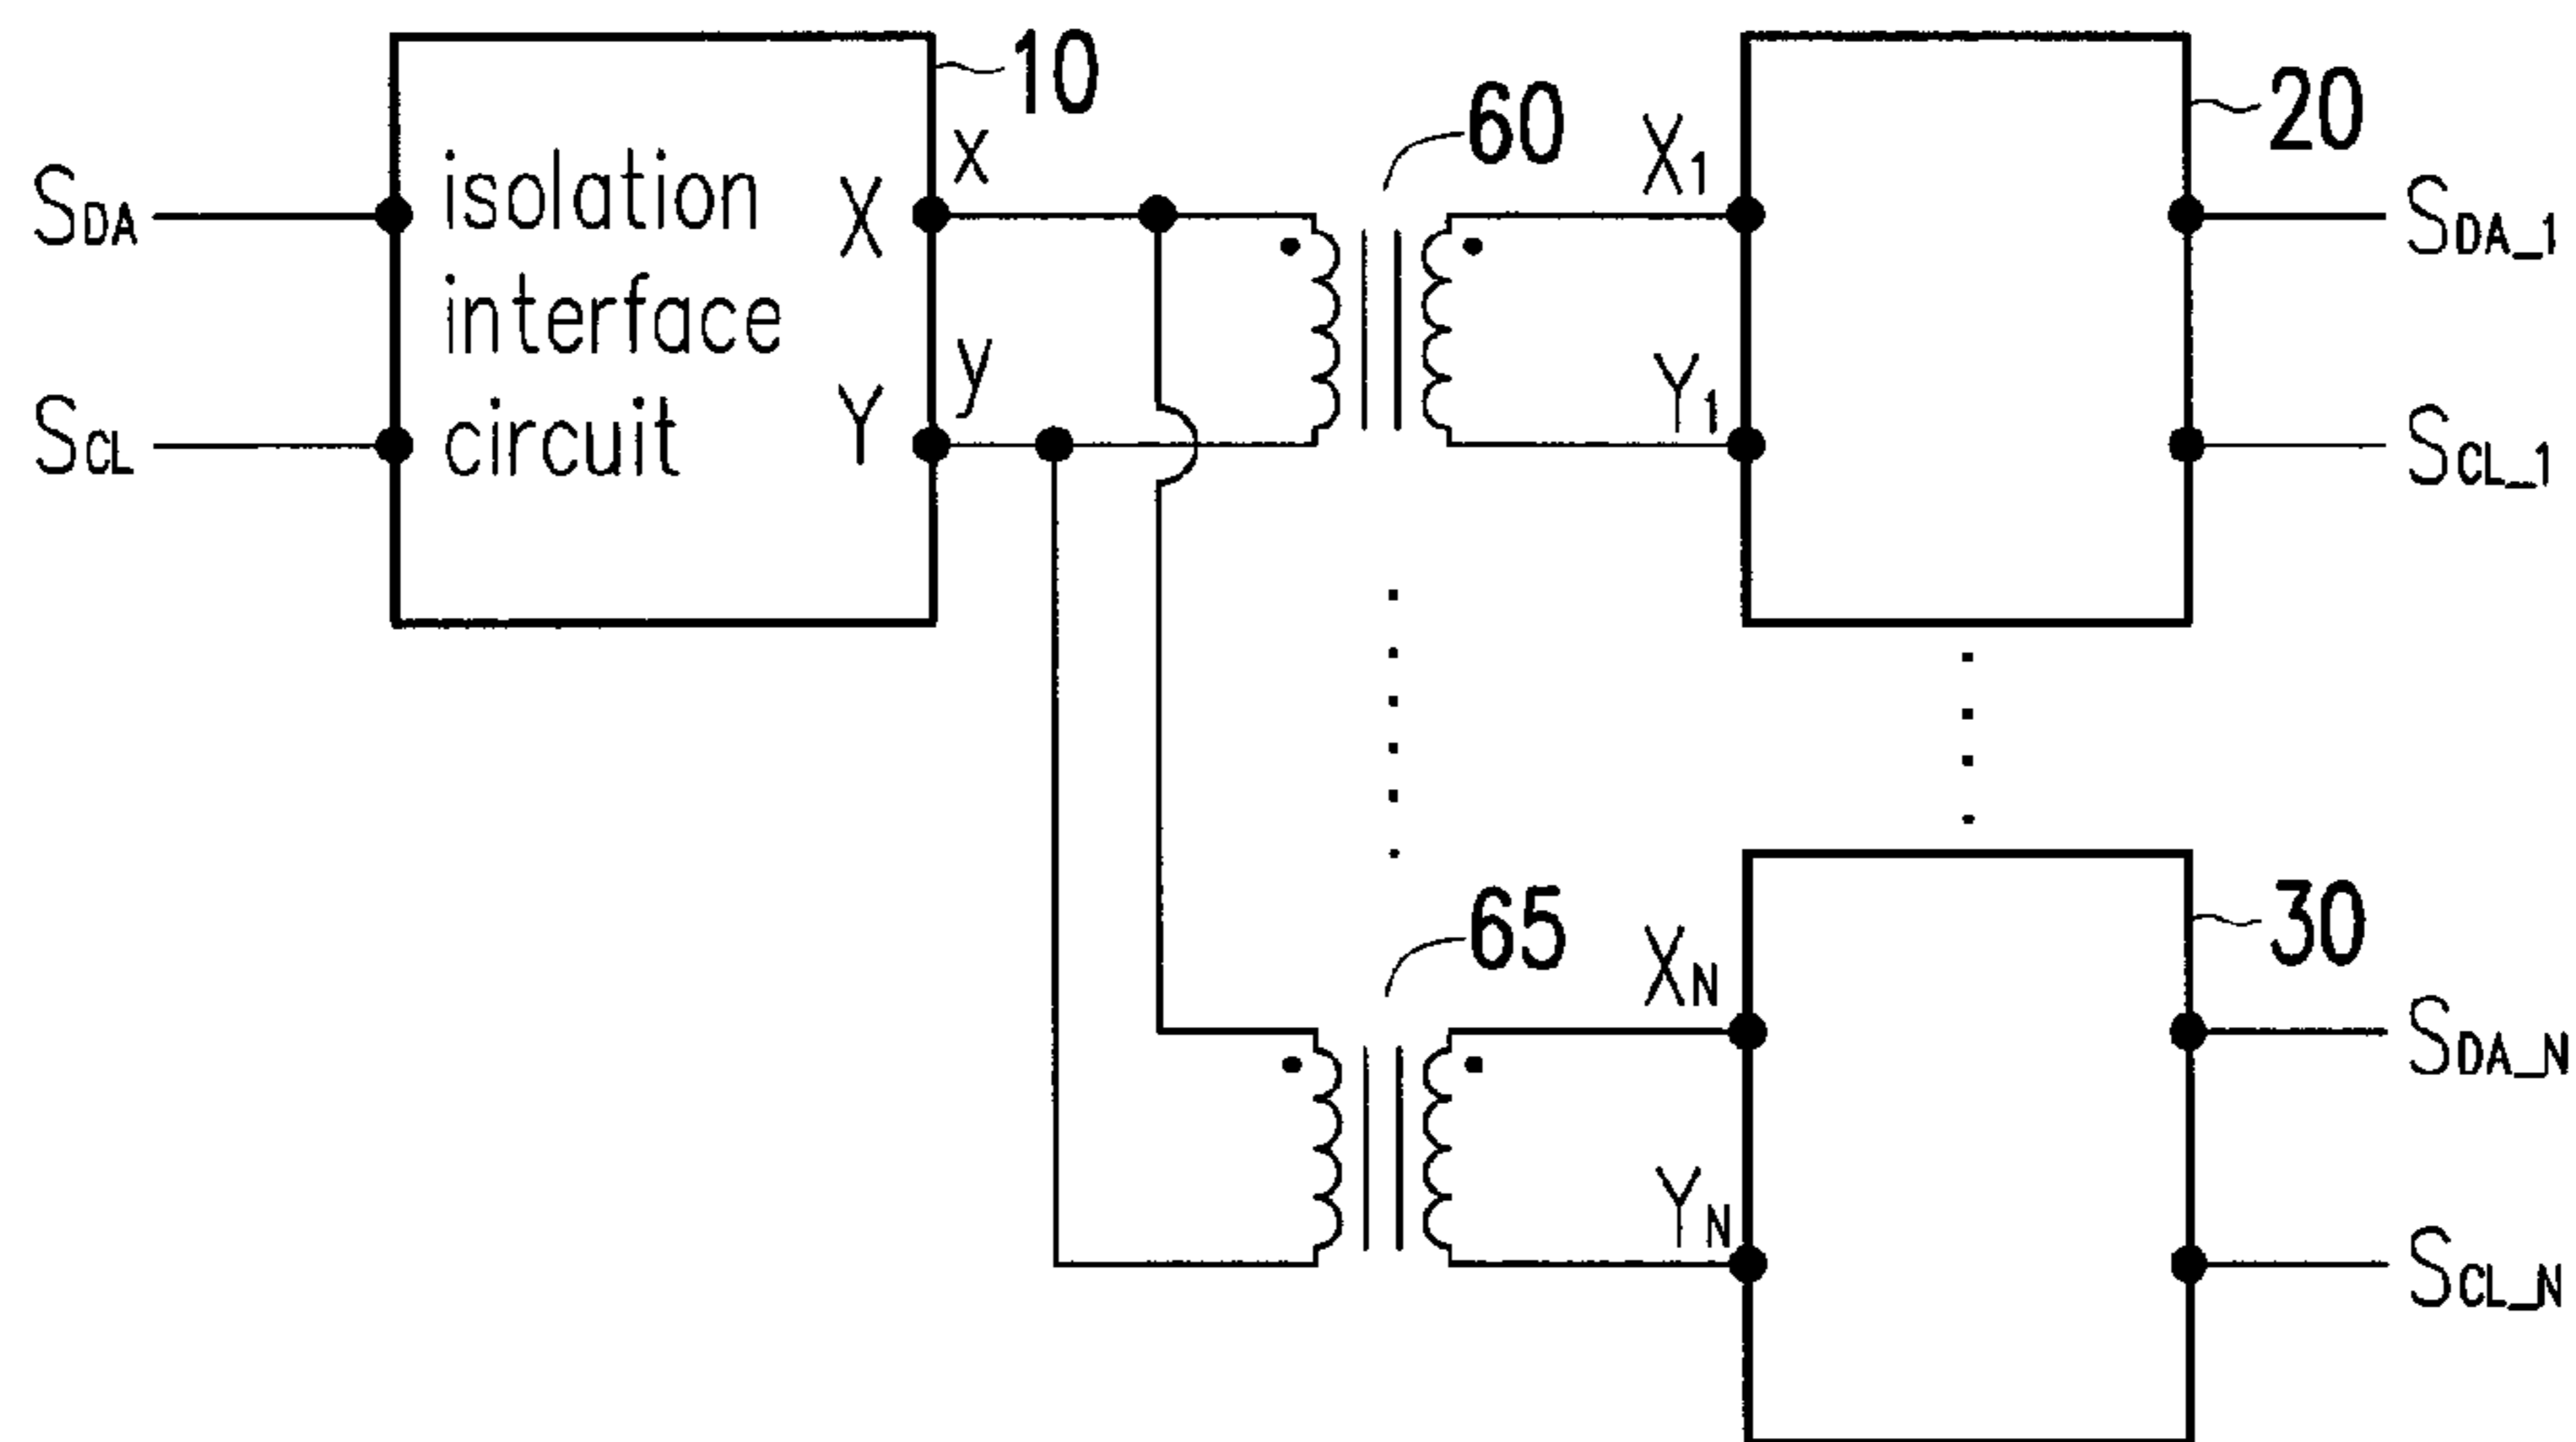 10
x
isolation
interface
circuit
X
Y
y
SDA
SCL
60
X1
Y1
20
SDA_1
SCL_1
65
XN
YN
30
SDA_N
SCL_N